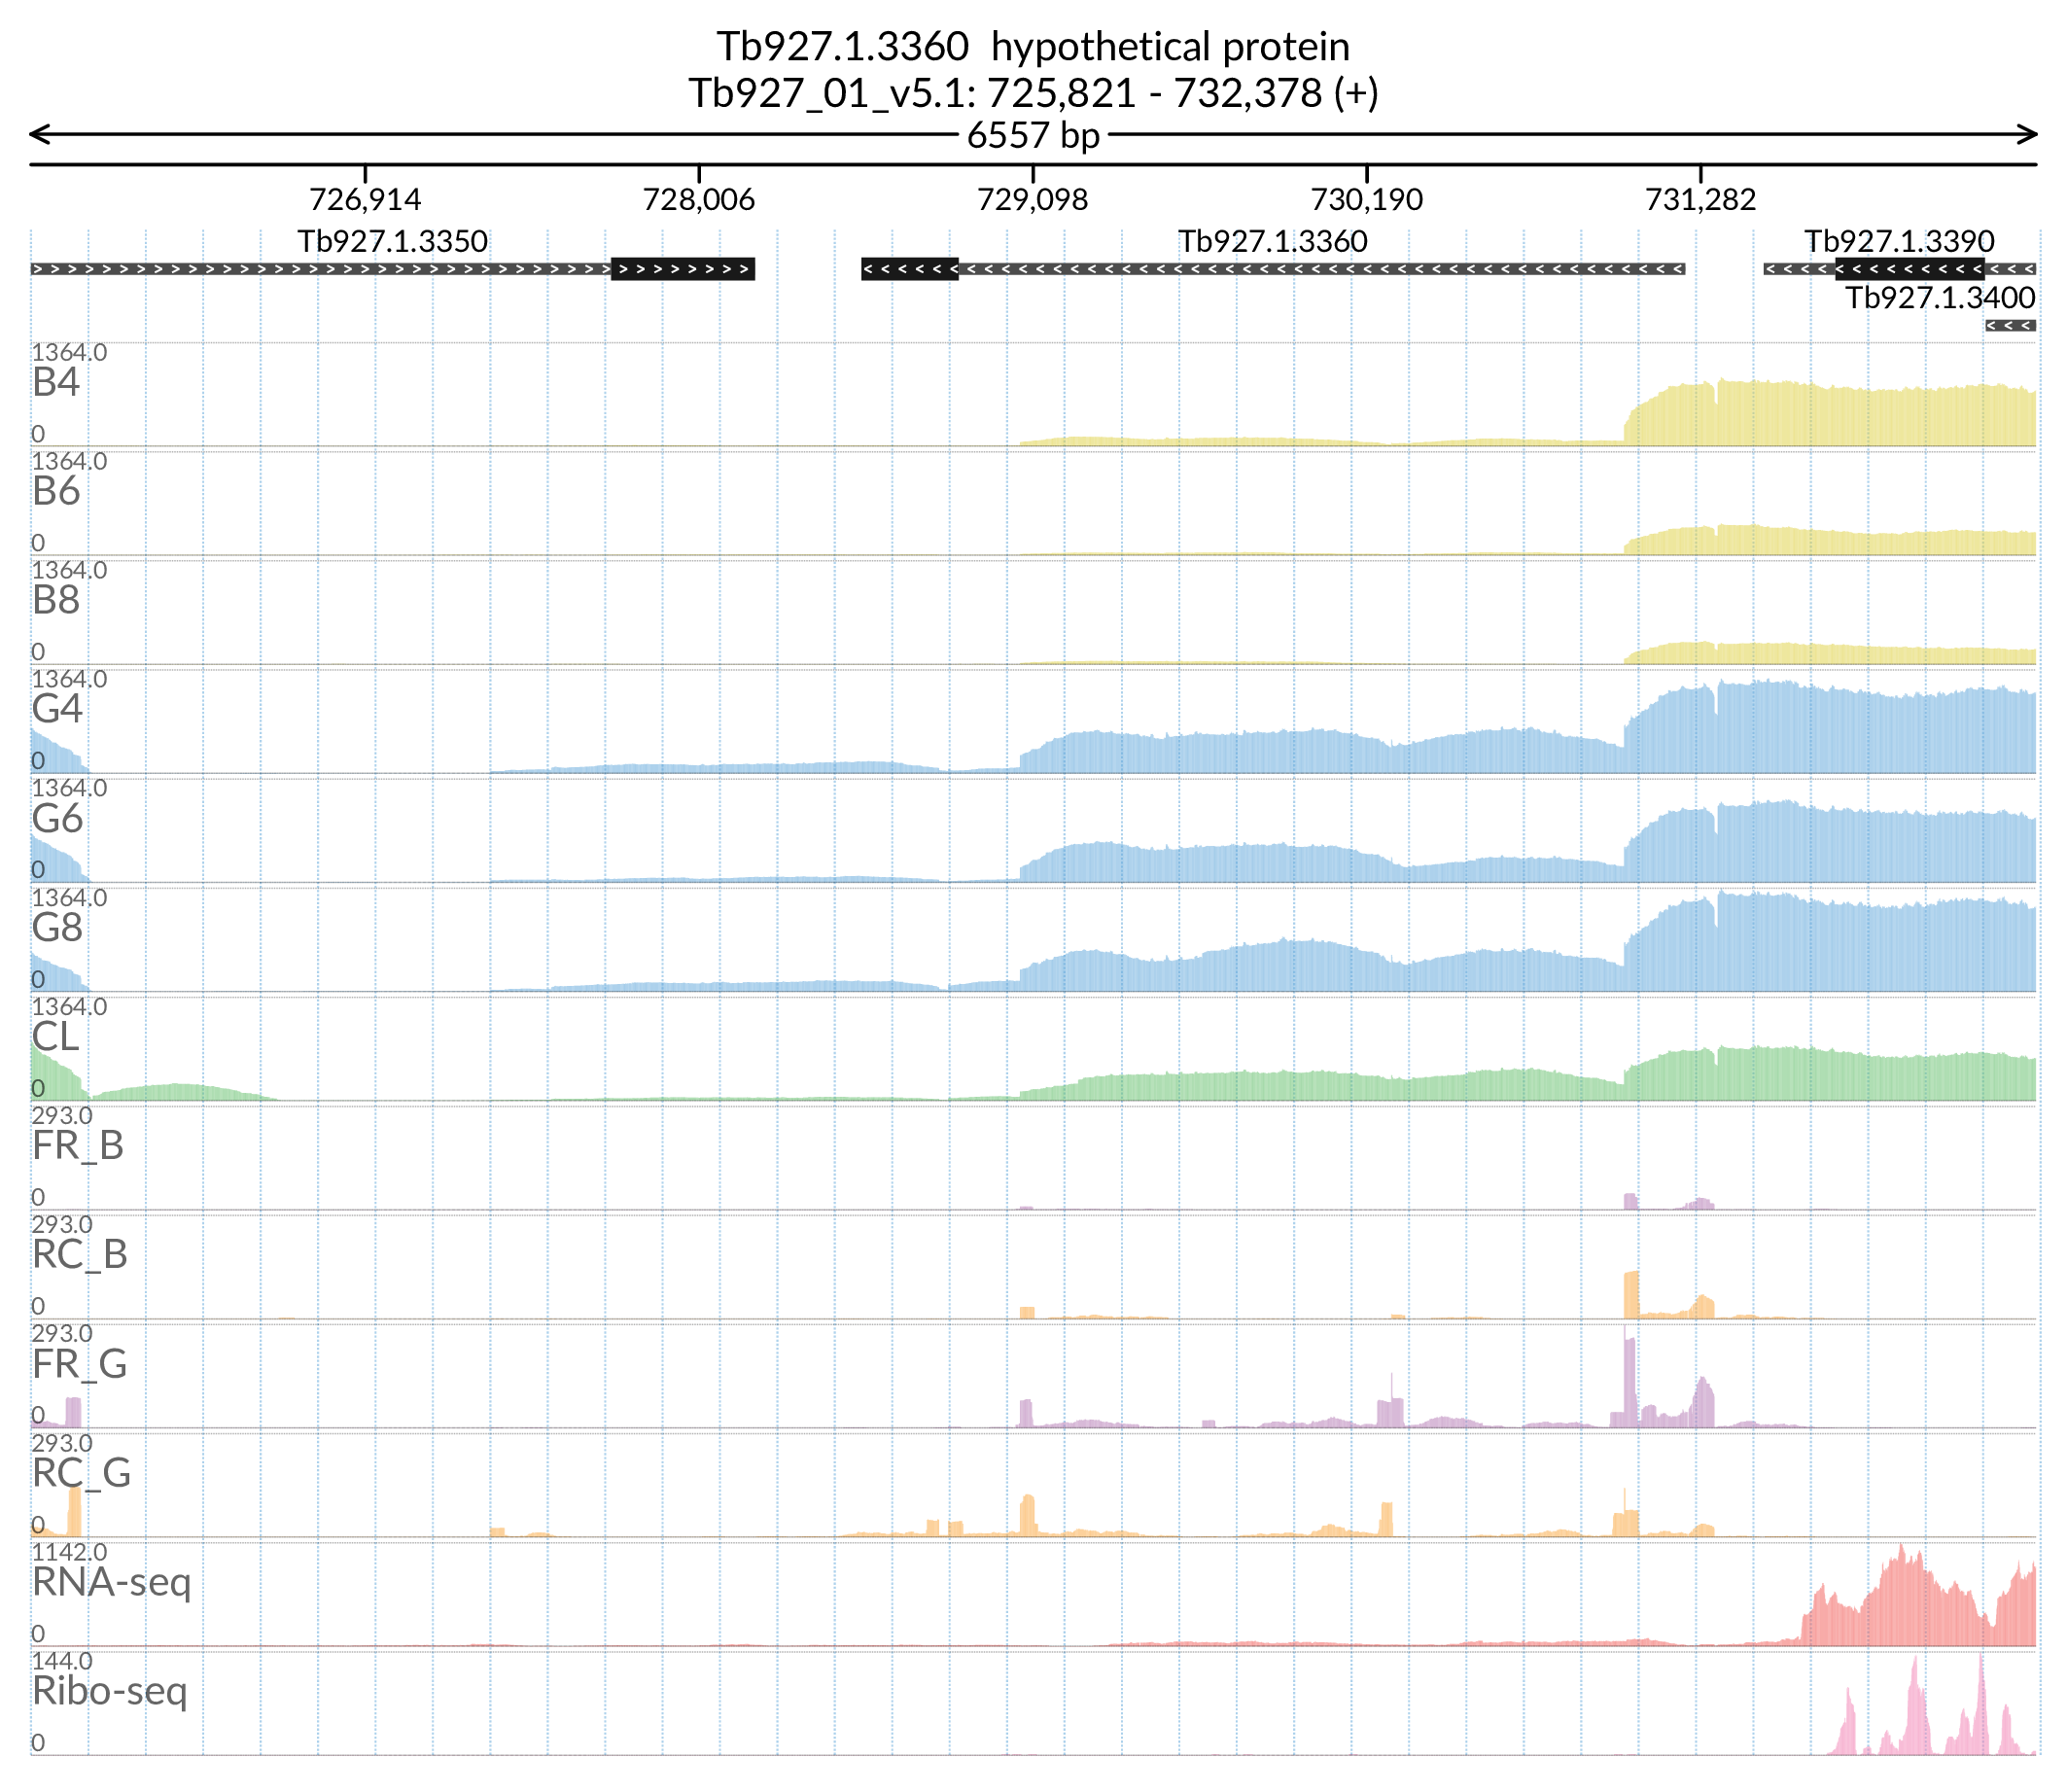 Tb927.1.3360  hypothetical protein
Tb927_01_v5.1: 725,821 - 732,378 (+)
6557 bp
726,914 728,006 729,098 730,190 731,282
Tb927.1.3350 Tb927.1.3360 Tb927.1.3390
Tb927.1.3400
1364.0
B4
0
1364.0
B6
0
1364.0
B8
0
1364.0
G4
0
1364.0
G6
0
1364.0
G8
0
1364.0
CL
0
293.0
FR_B
0
293.0
RC_B
0
293.0
FR_G
0
293.0
RC_G
0
1142.0
RNA-seq
0
144.0
Ribo-seq
0